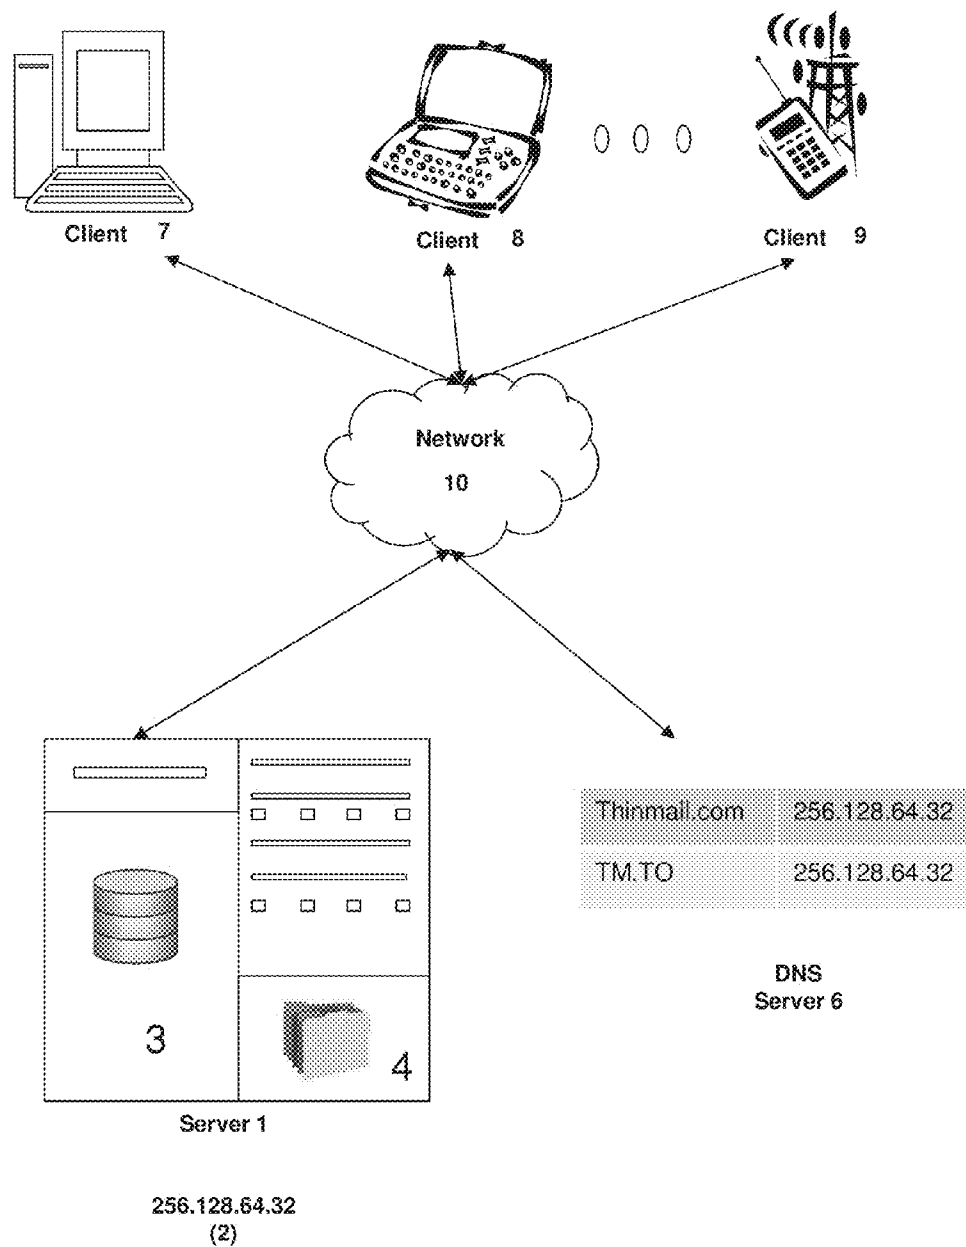 Client 7
Client 8
Client 9
Network
10
Thinmail.com 256.128.64.32
TM.TO 256.128.64.32
DNS
Server 6
3
4
Server 1
256.128.64.32
(2)